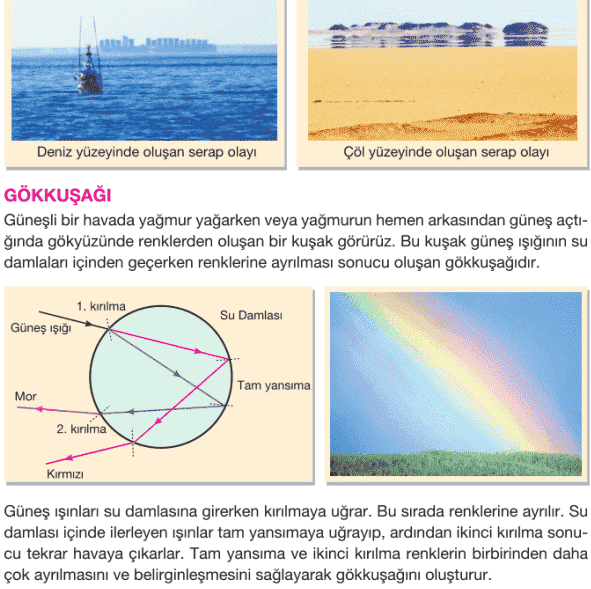 Deniz yüzeyinde oluşan serap olayı
Çöl yüzeyinde oluşan serap olayı
GÖKKUŞAĞI
Güneşli bir havada yağmur yağarken veya yağmurun hemen arkasından güneş açtı-
ğında gökyüzünde renklerden oluşan bir kuşak görürüz. Bu kuşak güneş ışığının su
damlaları içinden geçerken renklerine ayrılması sonucu oluşan gökkuşağıdır.
1. kırılma
Su Damlası
Güneş ışığı
Tam yansıma
Mor
2. kırılma
Kırmızı
Güneş ışınları su damlasına girerken kırılmaya uğrar. Bu sırada renklerine ayrılır. Su
damlası içinde ilerleyen ışınlar tam yansımaya uğrayıp, ardından ikinci kırılma sonu-
cu tekrar havaya çıkarlar. Tam yansıma ve ikinci kırılma renklerin birbirinden daha
çok ayrılmasını ve belirginleşmesini sağlayarak gökkuşağını oluşturur.